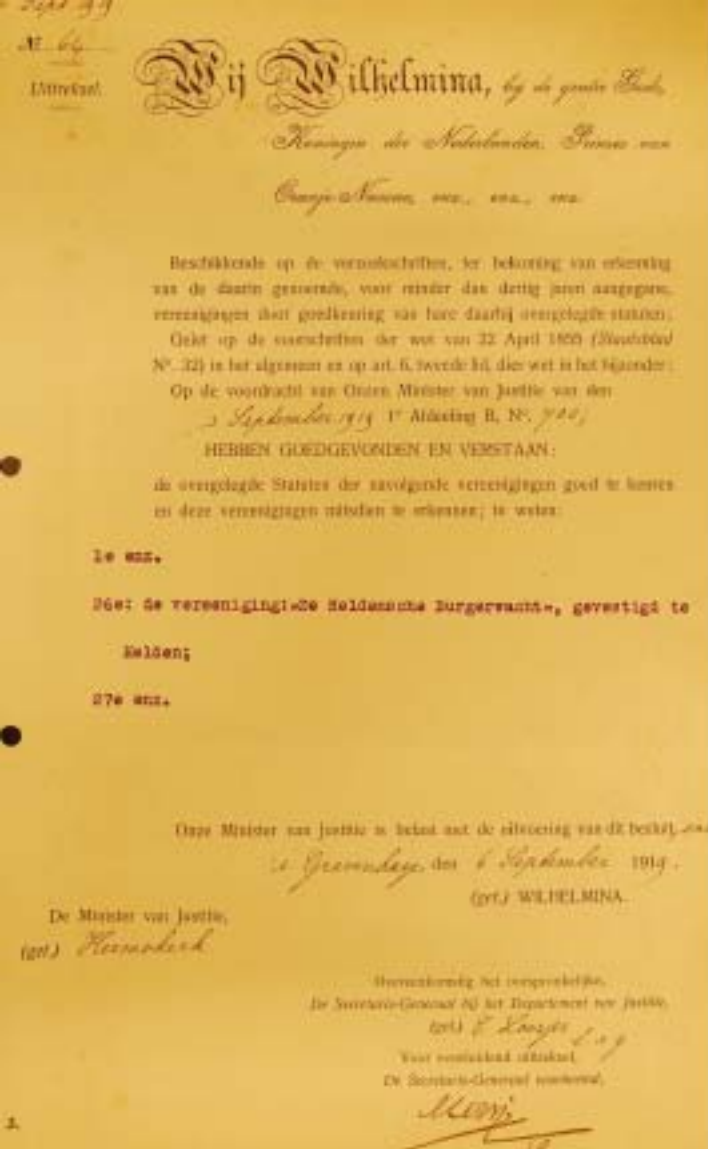 Sept 1919
№ 64
Uittreksel.
Wij Wilhelmina, bij de gratie Gods,
Koningin der Nederlanden, Prinses van
Oranje-Nassau, enz., enz., enz.
Beschikkende op de verzoekschriften, ter bekoming van erkenning
van de daarin genoemde, voor minder dan dertig jaren aangegane,
vereenigingen door goedkeuring van hare daarbij overgelegde statuten;
Gelet op de voorschriften der wet van 22 April 1855 (Staatsblad
N°. 32) in het algemeen en op art. 6, tweede lid, dier wet in het bijzonder;
Op de voordracht van Onzen Minister van Justitie van den
September 1919 1e Afdeeling B, N°. 700;
HEBBEN GOEDGEVONDEN EN VERSTAAN:
de overgelegde Statuten der navolgende vereenigingen goed te keuren
en deze vereenigingen mitsdien te erkennen; te weten:
1e enz.
26e: de vereeniging: "De Heldensche Burgerwacht", gevestigd te
Helden;
27e enz.
Onze Minister van Justitie is belast met de uitvoering van dit besluit, enz
's Gravenhage, den 6 September 1919.
(get.) WILHELMINA.
De Minister van Justitie,
(get.) Heemskerk
Overeenkomstig het oorspronkelijke,
De Secretaris-Generaal bij het Departement van Justitie,
(get.)
Voor eensluidend uittreksel,
De Secretaris-Generaal voornoemd,
2.